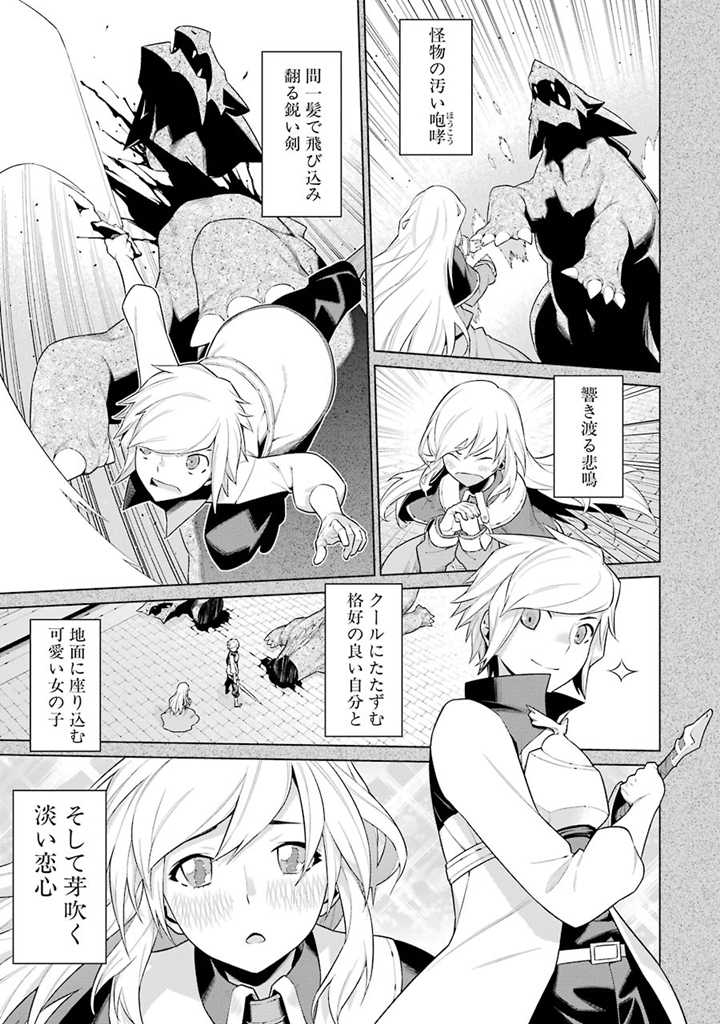 怪物の汚い咆哮
ほうこう
響き渡る悲鳴
間一髪で飛び込み
翻る鋭い剣
クールにたたずむ
格好の良い自分と
地面に座り込む
可愛い女の子
そして芽吹く
淡い恋心